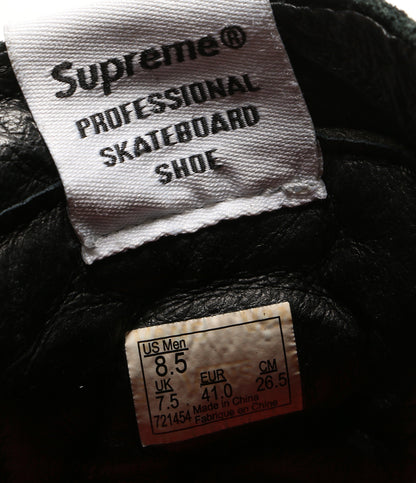 Supreme®
PROFESSIONAL
SKATEBOARD
SHOE
US Men
8.5
UK EUR CM
7.5 41.0 26.5
721454 Made in China
Fabriqué en Chine